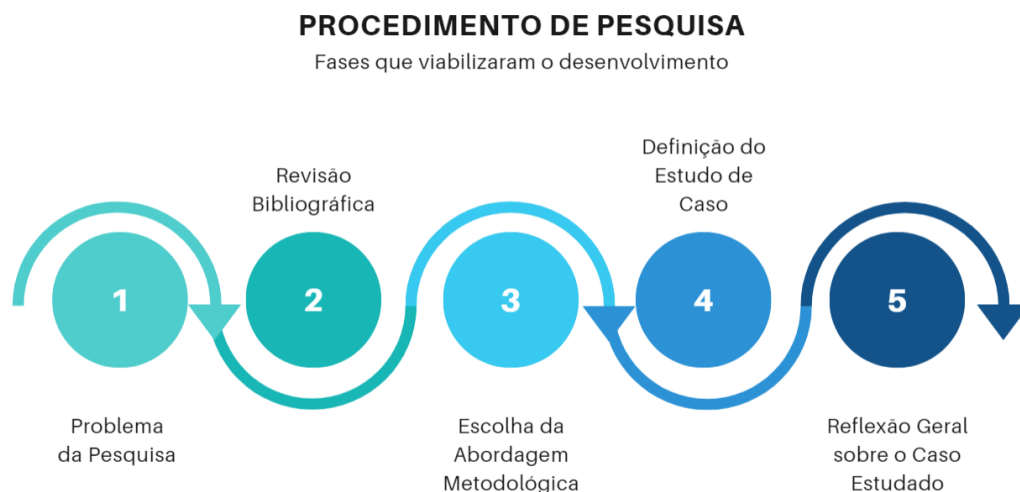 PROCEDIMENTO DE PESQUISA
Fases que viabilizaram o desenvolvimento
Definição do
Estudo de
Caso
Revisão
Bibliográfica
1
2
3
4
5
Problema
da Pesquisa
Escolha da
Abordagem
Metodológica
Reflexão Geral
sobre o Caso
Estudado